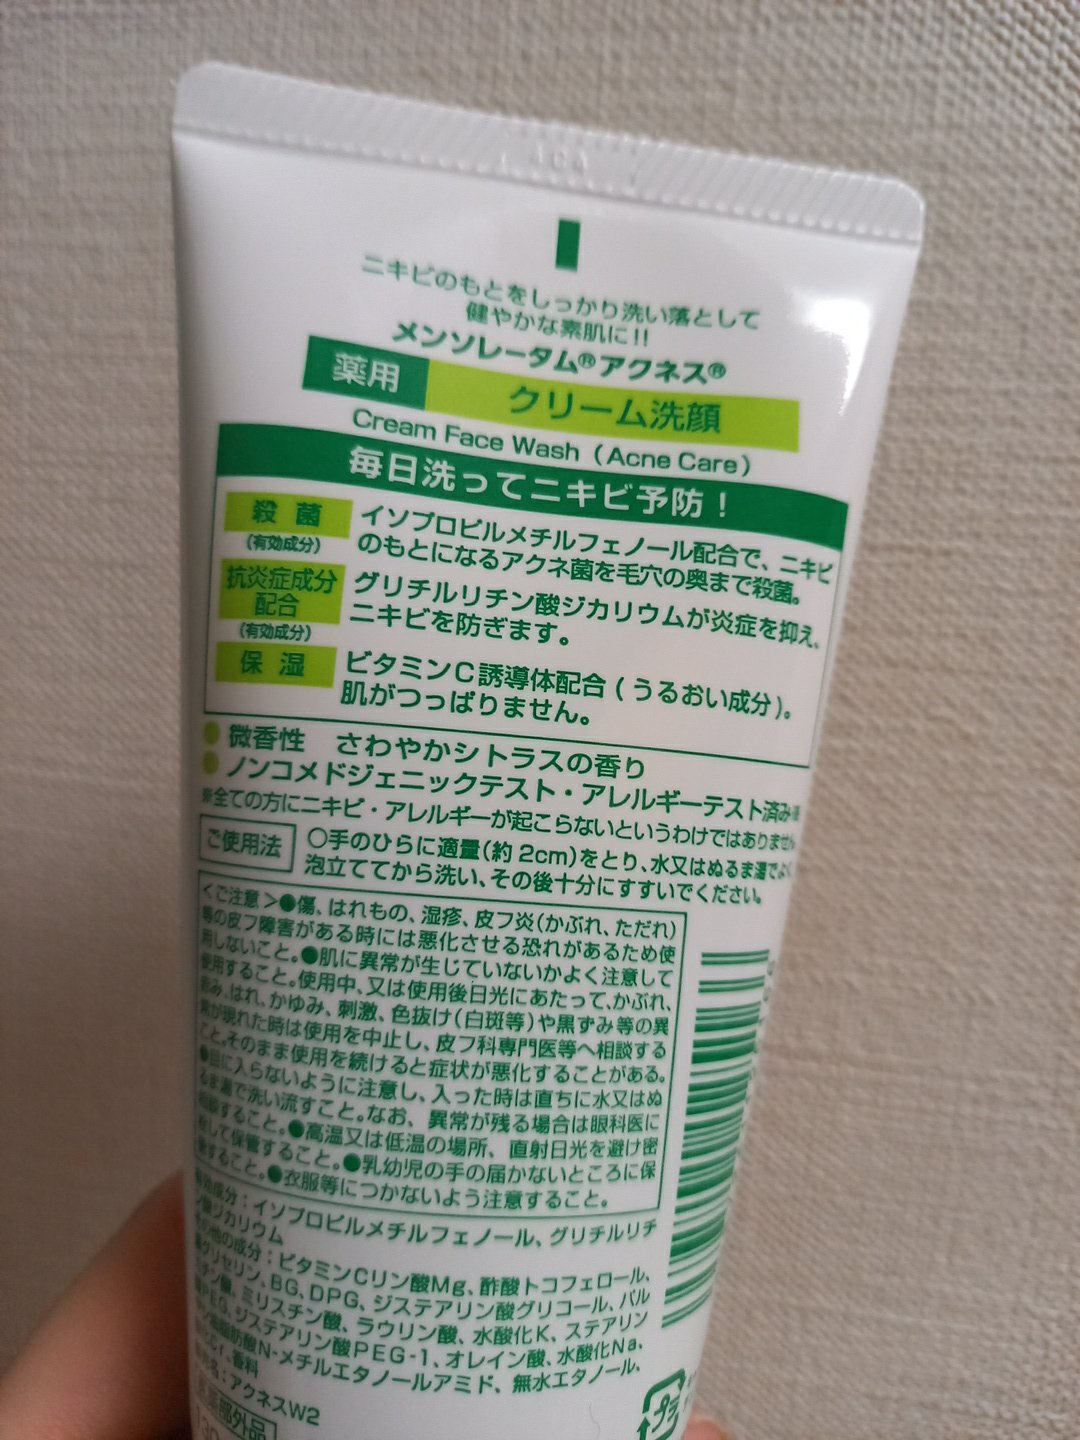 ニキビのもとをしっかり洗い落として
健やかな素肌に!!
メンソレータム®アクネス®
薬用 クリーム洗顔
Cream Face Wash (Acne Care)
毎日洗ってニキビ予防!
殺菌
(有効成分)
イソプロピルメチルフェノール配合で、ニキビ
のもとになるアクネ菌を毛穴の奥まで殺菌。
抗炎症成分
配合
(有効成分)
グリチルリチン酸ジカリウムが炎症を抑え、
ニキビを防ぎます。
保湿
ビタミンC誘導体配合(うるおい成分)。
肌がつっぱりません。
●微香性 さわやかシトラスの香り
●ノンコメドジェニックテスト・アレルギーテスト済み
※全ての方にニキビ・アレルギーが起こらないというわけではありません
ご使用法
○手のひらに適量(約2cm)をとり、水又はぬるま湯でよく
泡立ててから洗い、その後十分にすすいでください。
<ご注意>●傷、はれもの、湿疹、皮フ炎(かぶれ、ただれ)
等の皮フ障害がある時には悪化させる恐れがあるため使
用しないこと。●肌に異常が生じていないかよく注意して
使用すること。使用中、又は使用後日光にあたって、かぶれ、
はれ、かゆみ、刺激、色抜け(白斑等)や黒ずみ等の異
常が現れた時は使用を中止し、皮フ科専門医等へ相談する
こと。そのまま使用を続けると症状が悪化することがある。
●目に入らないように注意し、入った時は直ちに水又はぬ
るま湯で洗い流すこと。なお、異常が残る場合は眼科医に
相談すること。●高温又は低温の場所、直射日光を避け密
して保管すること。●乳幼児の手の届かないところに保
管すること。●衣服等につかないよう注意すること。
有効成分:イソプロピルメチルフェノール、グリチルリチ
ン酸ジカリウム
その他の成分:ビタミンCリン酸Mg、酢酸トコフェロール、
グリセリン、BG、DPG、ジステアリン酸グリコール、パル
ミチン酸、ミリスチン酸、ラウリン酸、水酸化K、ステアリン
酸PEG、ジステアリン酸PEG-1、オレイン酸、水酸化Na、
脂肪酸N-メチルエタノールアミド、無水エタノール、
香料
アクネスW2
医薬部外品
130
プラ